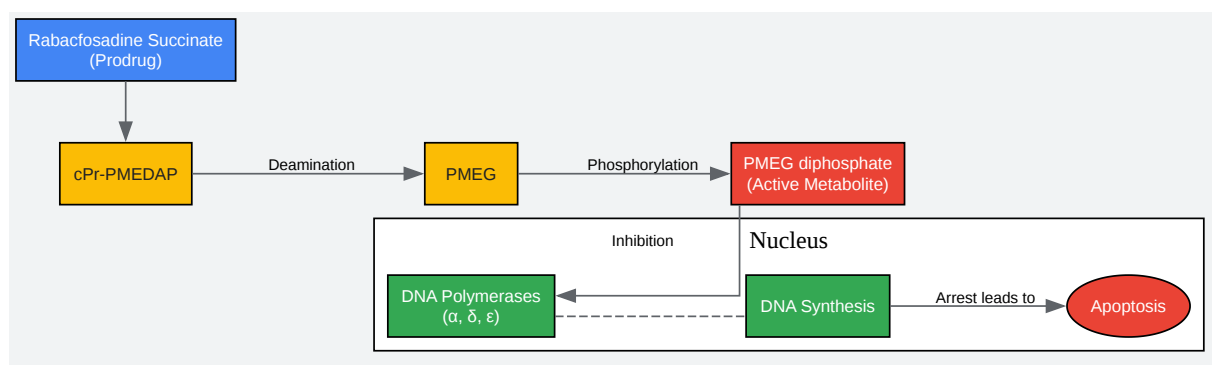 Rabacfosadine Succinate
(Prodrug)
cPr-PMEDAP
Deamination
PMEG
Phosphorylation
PMEG diphosphate
(Active Metabolite)
Inhibition
Nucleus
DNA Polymerases
(α, δ, ε)
DNA Synthesis
Arrest leads to
Apoptosis